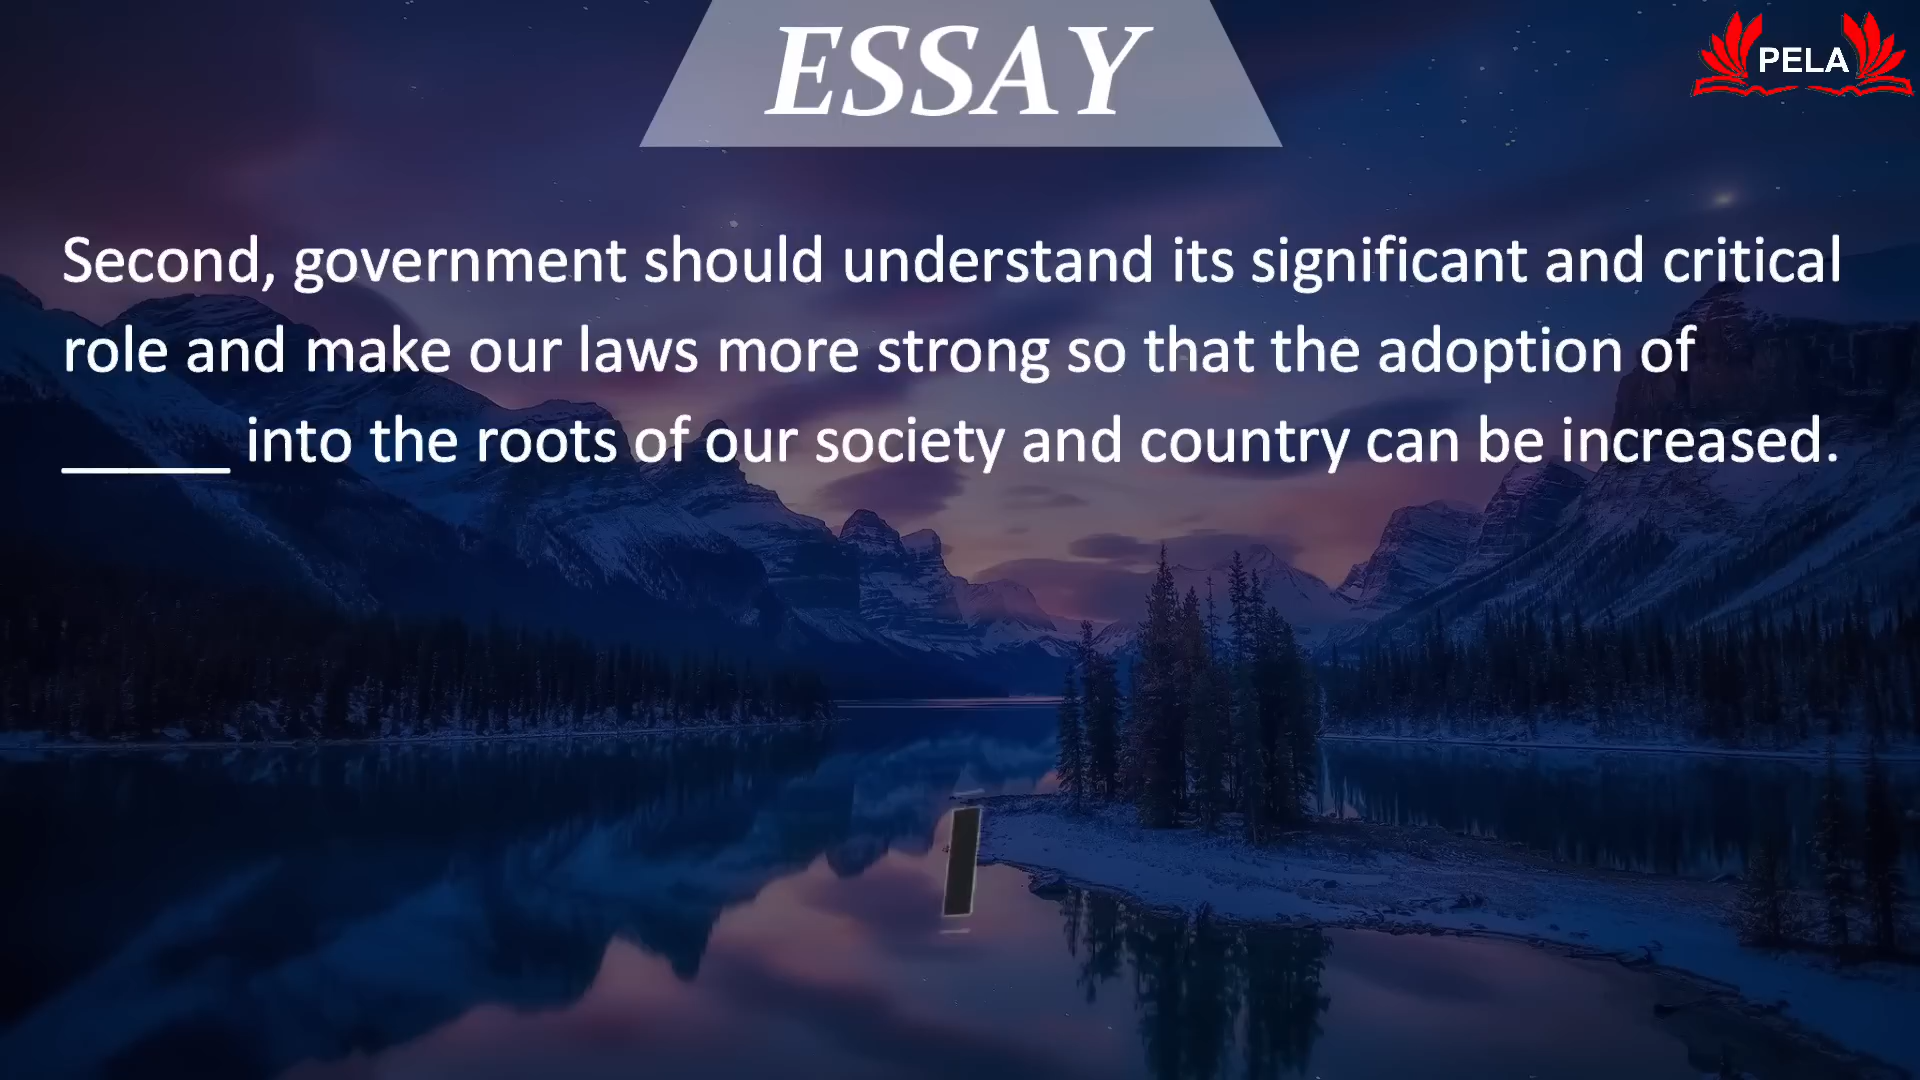 ESSAY
PELA
Second, government should understand its significant and critical
role and make our laws more strong so that the adoption of
_____ into the roots of our society and country can be increased.